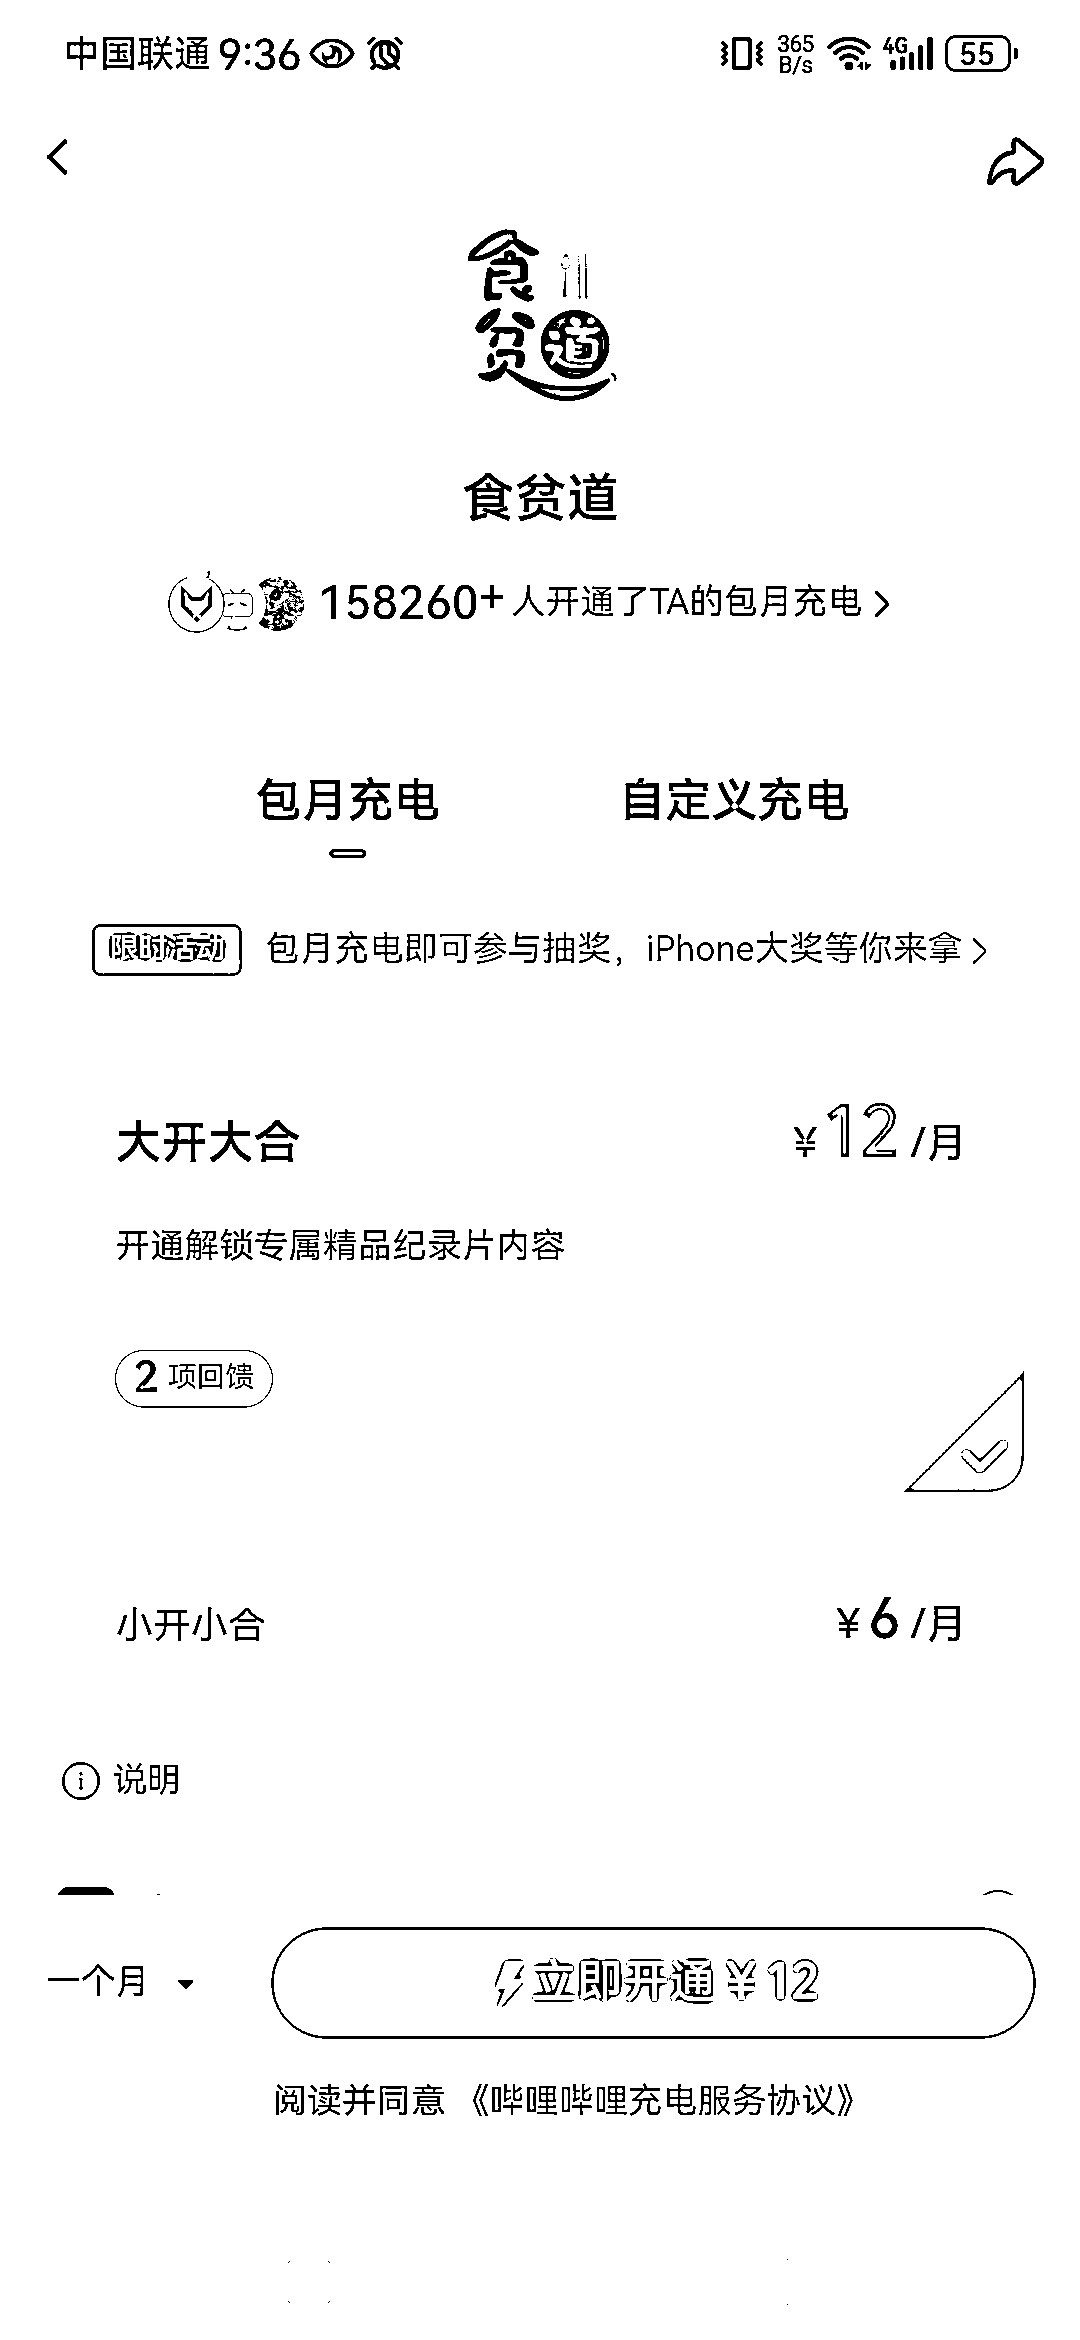 中国联通 9:36 365 B/s 4G 55
食
贫道
食贫道
158260+ 人开通了TA的包月充电
包月充电 自定义充电
限时活动 包月充电即可参与抽奖，iPhone大奖等你来拿
大开大合 ¥12/月
开通解锁专属精品纪录片内容
2 项回馈
小开小合 ¥6/月
说明
一个月 立即开通 ¥12
阅读并同意 《哔哩哔哩充电服务协议》